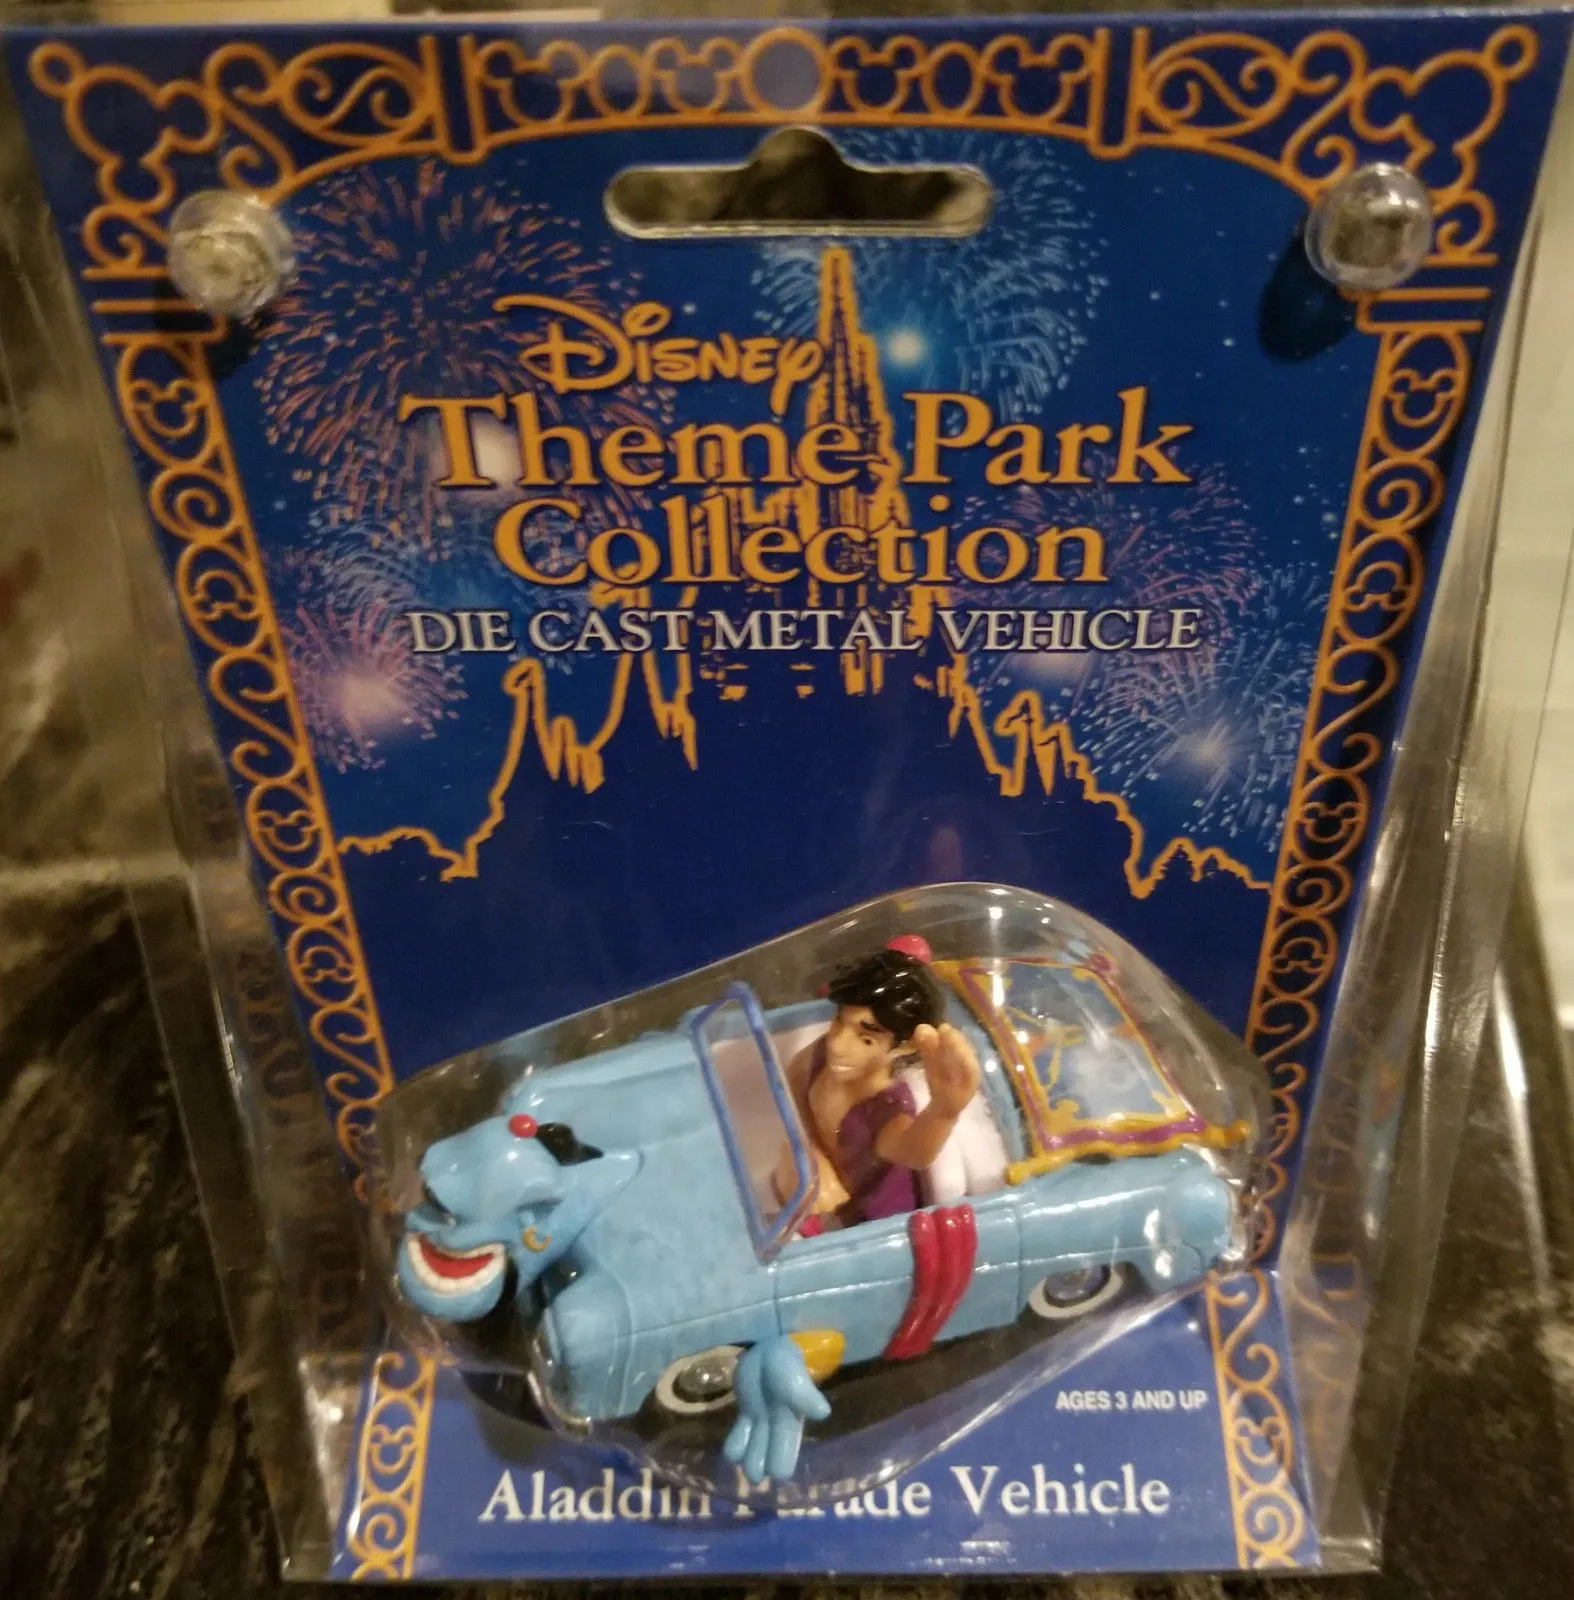 Disney
Theme Park
Collection
DIE CAST METAL VEHICLE
AGES 3 AND UP
Aladdin Parade Vehicle